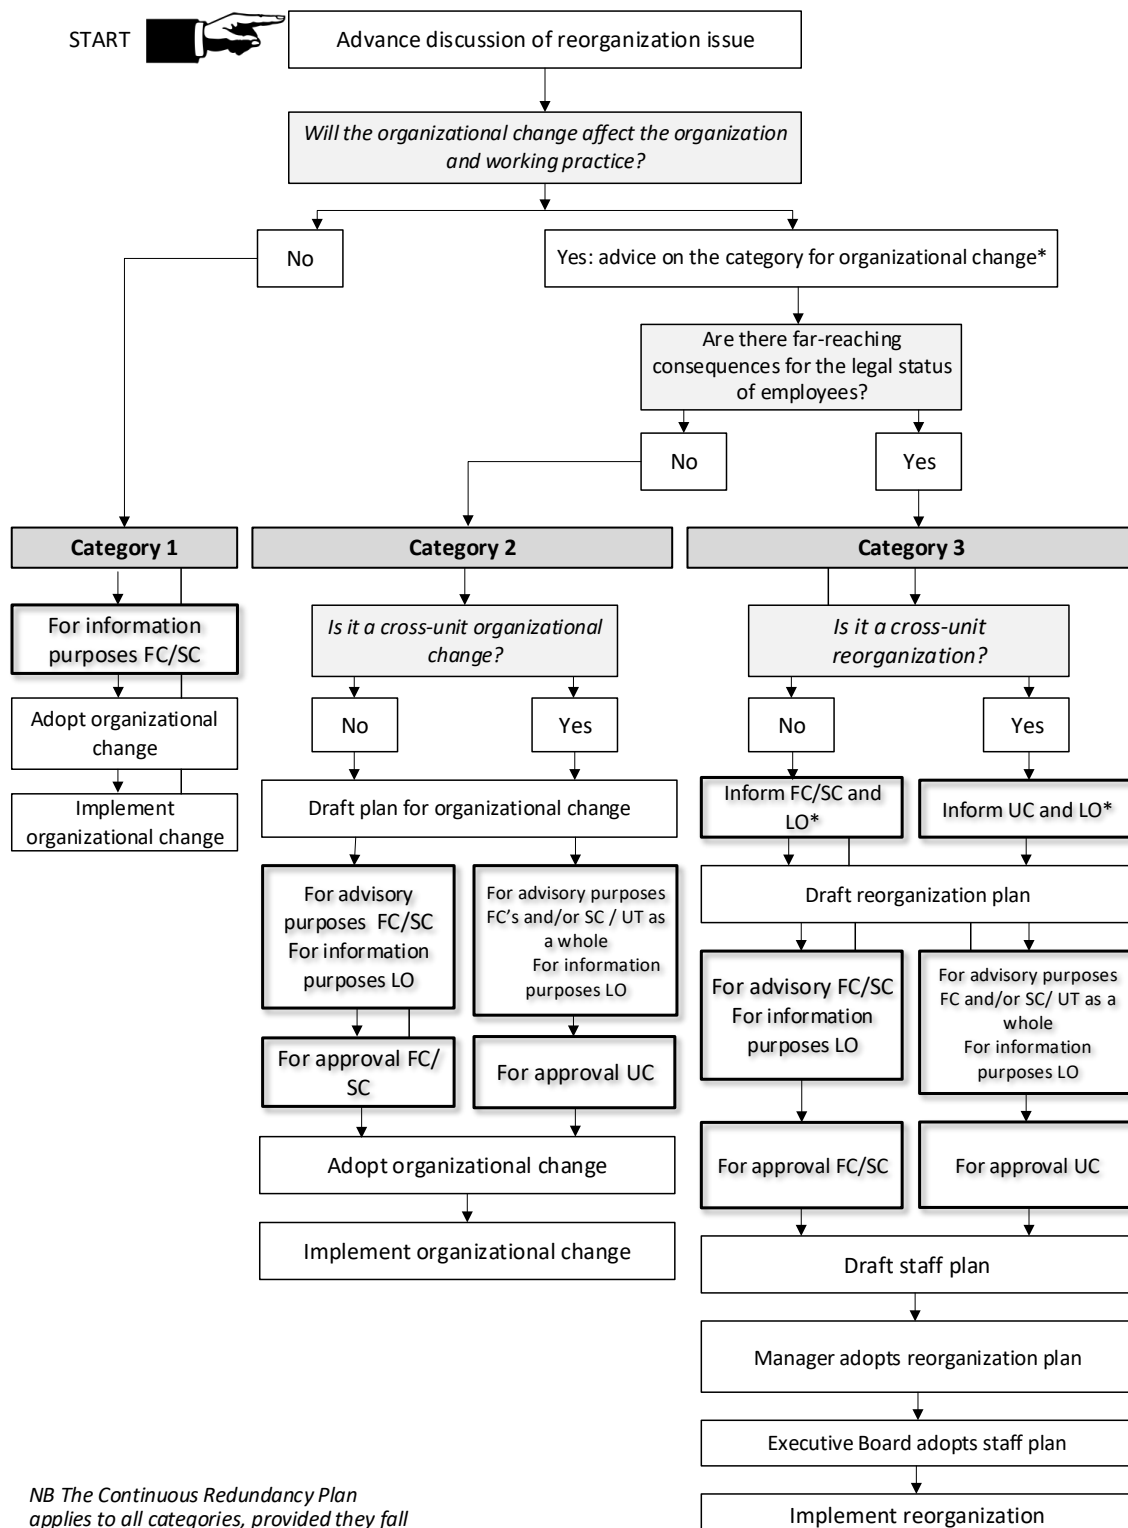 START
Advance discussion of reorganization issue
Will the organizational change affect the organization
and working practice?
No
Yes: advice on the category for organizational change*
Are there far-reaching
consequences for the legal status
of employees?
No
Yes
Category 1
Category 2
Category 3
For information
purposes FC/SC
Adopt organizational
change
Implement
organizational change
Is it a cross-unit organizational
change?
No
Yes
Draft plan for organizational change
For advisory
purposes FC/SC
For information
purposes LO
For advisory purposes
FC's and/or SC / UT as
a whole
For information
purposes LO
For approval FC/
SC
For approval UC
Adopt organizational change
Implement organizational change
Is it a cross-unit
reorganization?
No
Yes
Inform FC/SC and
LO*
Inform UC and LO*
Draft reorganization plan
For advisory FC/SC
For information
purposes LO
For advisory purposes
FC and/or SC/ UT as a
whole
For information
purposes LO
For approval FC/SC
For approval UC
Draft staff plan
Manager adopts reorganization plan
Executive Board adopts staff plan
Implement reorganization
NB The Continuous Redundancy Plan
applies to all categories, provided they fall